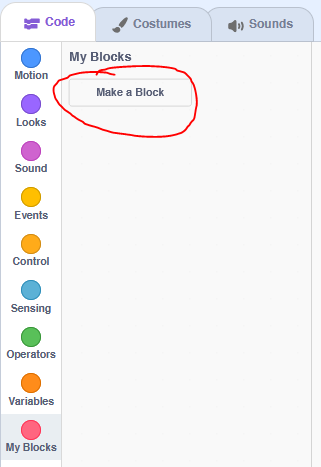 Code
Costumes
Sounds
Motion
Looks
Sound
Events
Control
Sensing
Operators
Variables
My Blocks
My Blocks
Make a Block